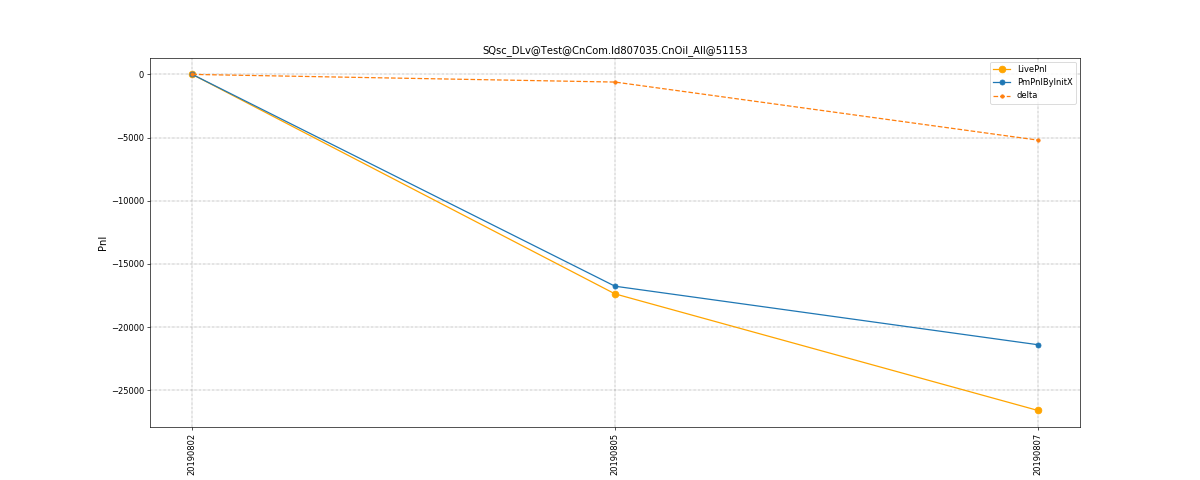 SQsc_DLv@Test@CnCom.Id807035.CnOil_All@51153
LivePnl
PmPnlByInitX
delta
0
−5000
−10000
−15000
−20000
−25000
Pnl
20190802
20190805
20190807